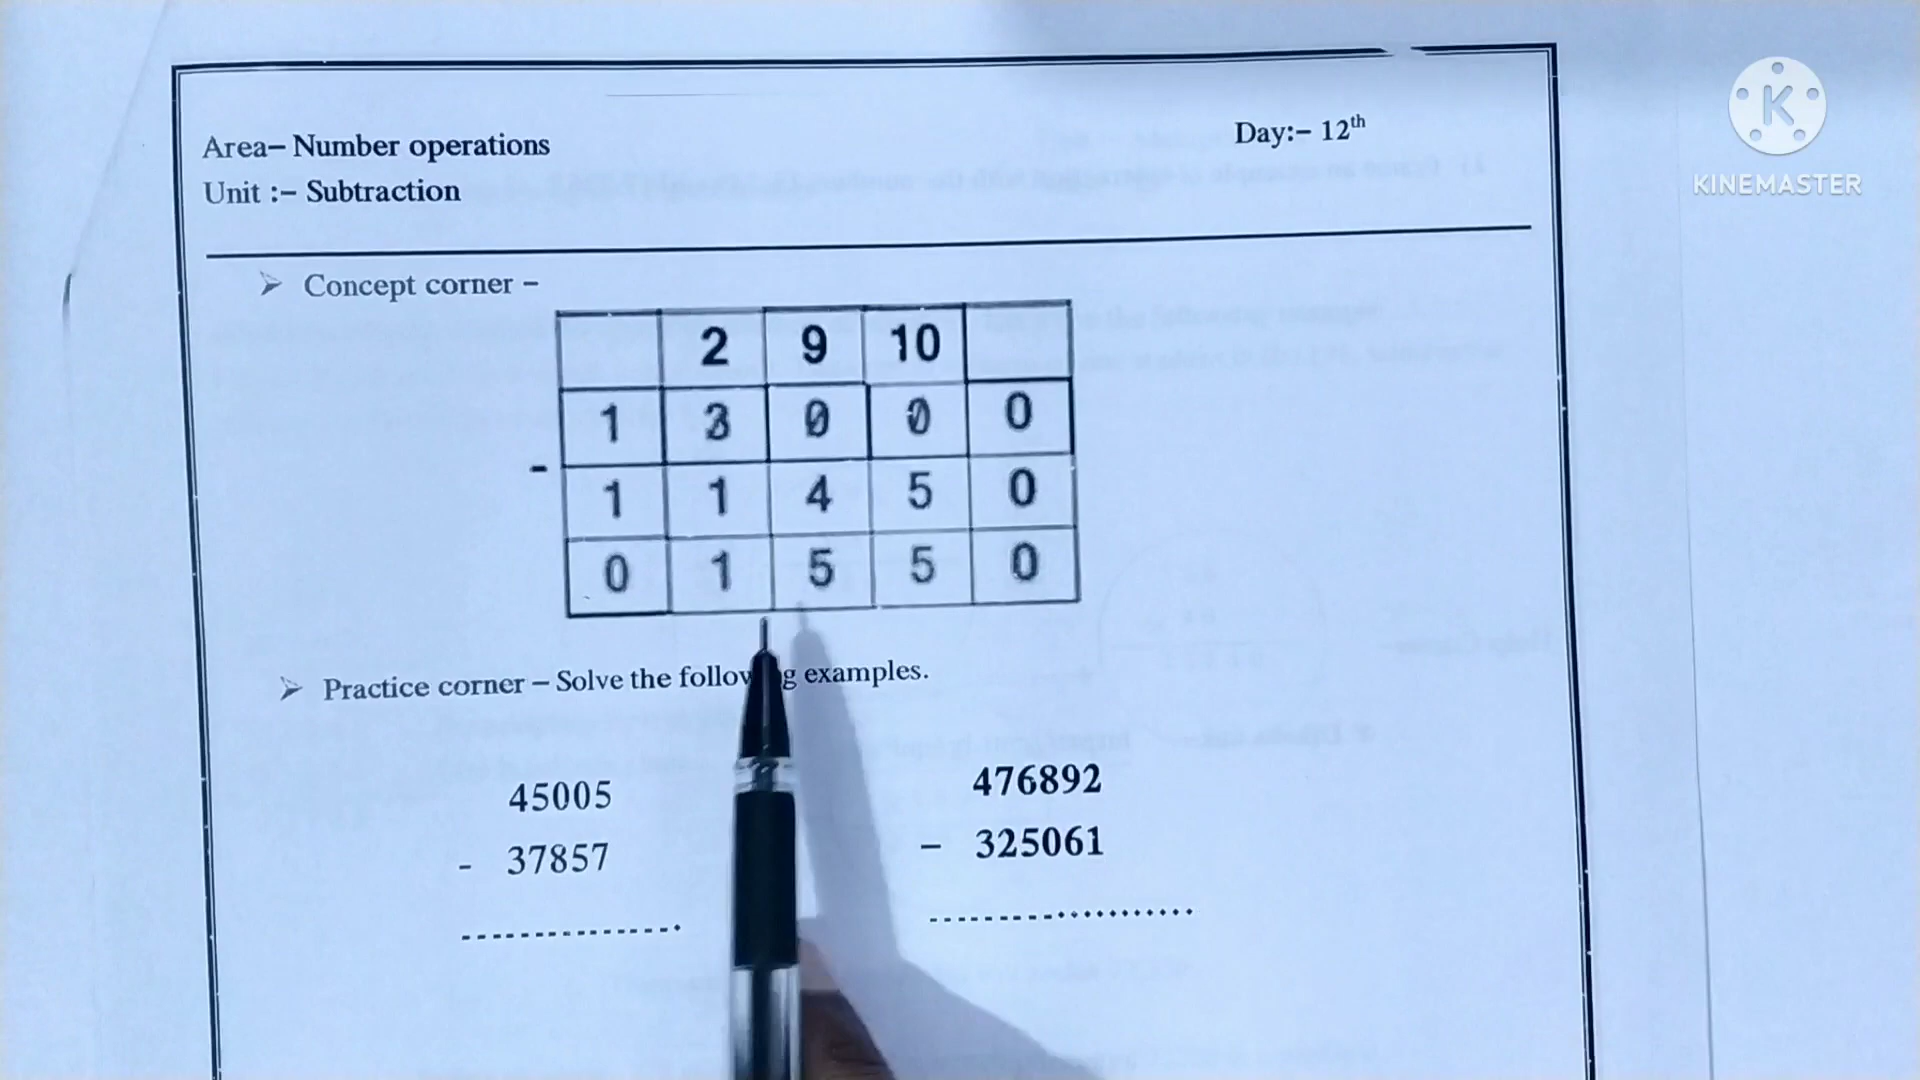 Area– Number operations
Day:– 12th
Unit :– Subtraction
K
KINEMASTER
➢ Concept corner –
2 9 10
1 3 0 0 0
-
1 1 4 5 0
0 1 5 5 0
➢ Practice corner – Solve the following examples.
45005
- 37857
................
476892
– 325061
....................